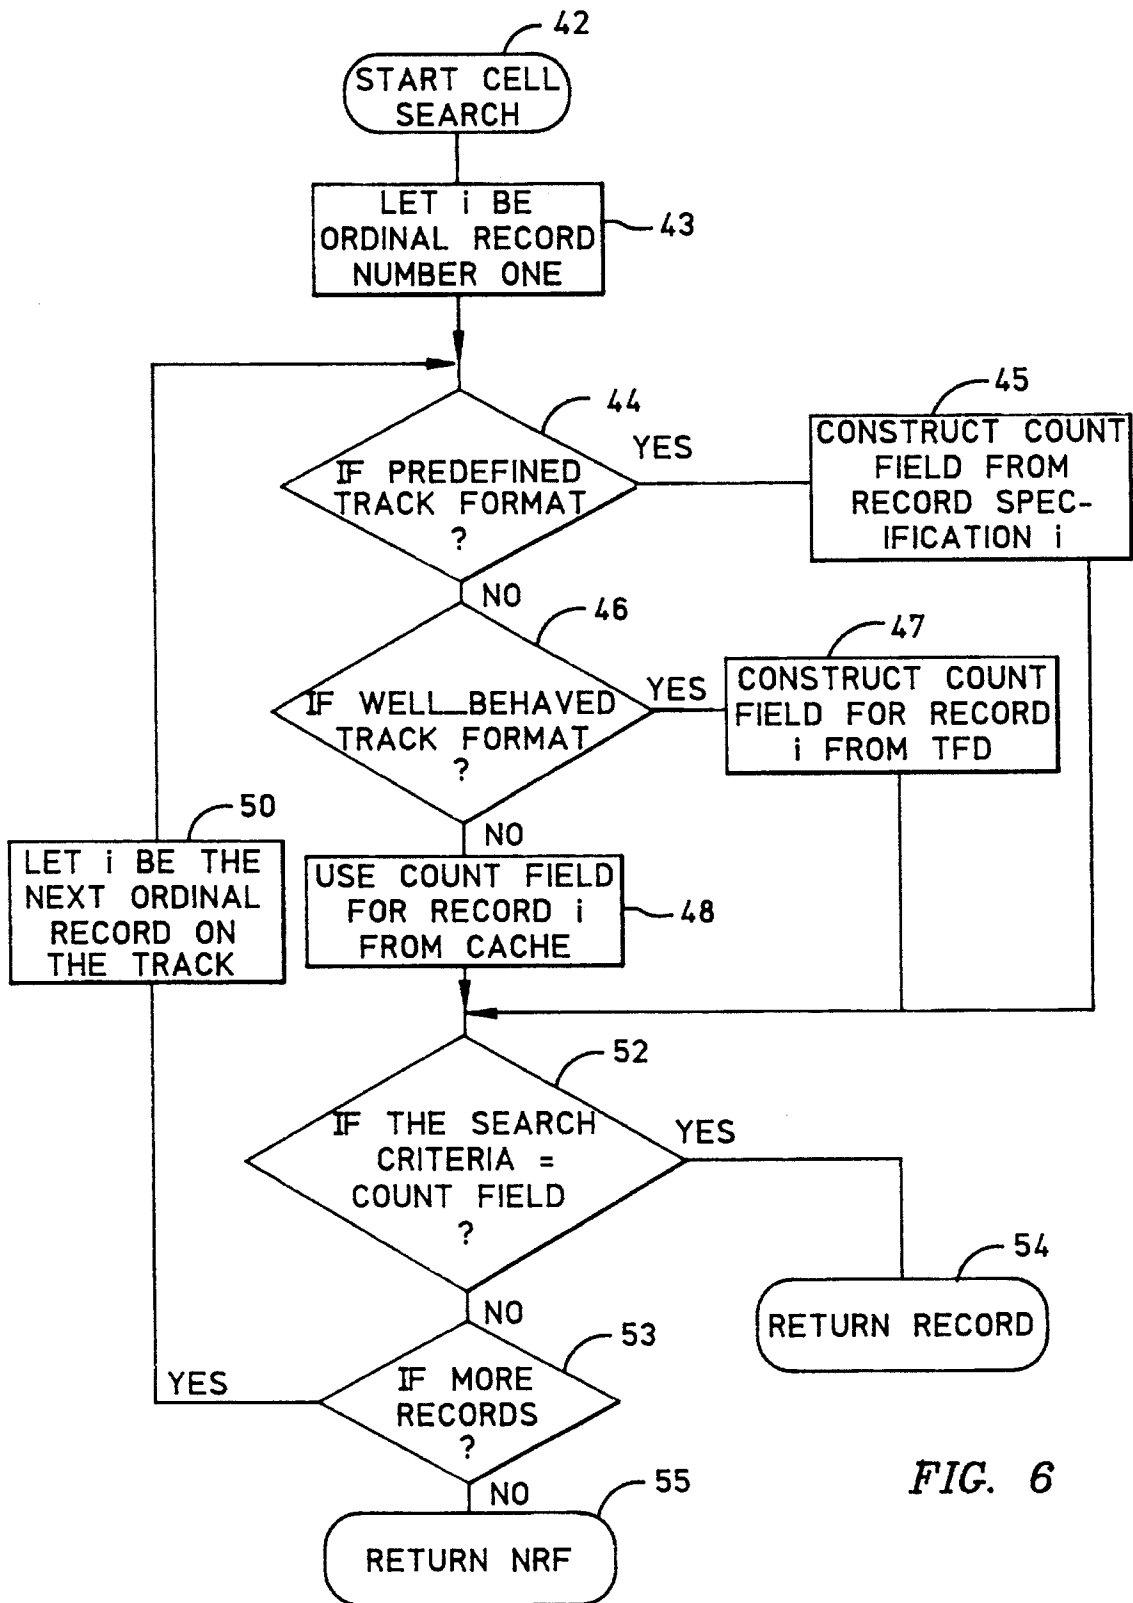 42
START CELL
SEARCH
LET i BE
ORDINAL RECORD
NUMBER ONE
43
44
IF PREDEFINED
TRACK FORMAT
?
YES
45
CONSTRUCT COUNT
FIELD FROM
RECORD SPEC-
IFICATION i
NO
46
IF WELL_BEHAVED
TRACK FORMAT
?
YES
47
CONSTRUCT COUNT
FIELD FOR RECORD
i FROM TFD
NO
50
LET i BE THE
NEXT ORDINAL
RECORD ON
THE TRACK
USE COUNT FIELD
FOR RECORD i
FROM CACHE
48
52
IF THE SEARCH
CRITERIA =
COUNT FIELD
?
YES
54
RETURN RECORD
NO
53
IF MORE
RECORDS
?
YES
NO
55
RETURN NRF
FIG. 6